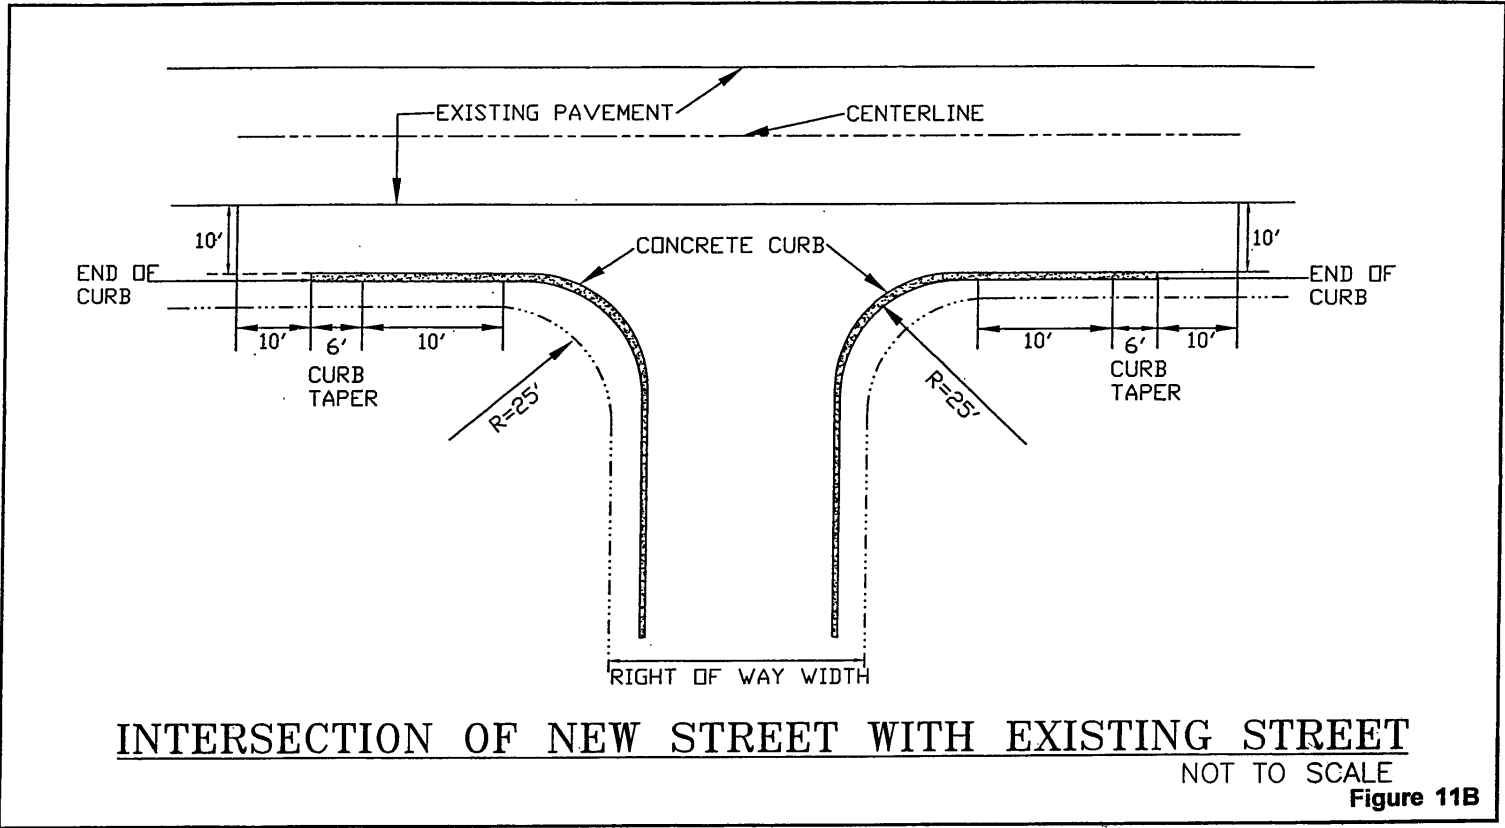 EXISTING PAVEMENT
CENTERLINE
10'
CONCRETE CURB
10'
END OF
CURB
END OF
CURB
10'
6'
10'
CURB
TAPER
10'
6'
10'
CURB
TAPER
R=25'
R=25'
RIGHT OF WAY WIDTH
INTERSECTION OF NEW STREET WITH EXISTING STREET
NOT TO SCALE
Figure 11B